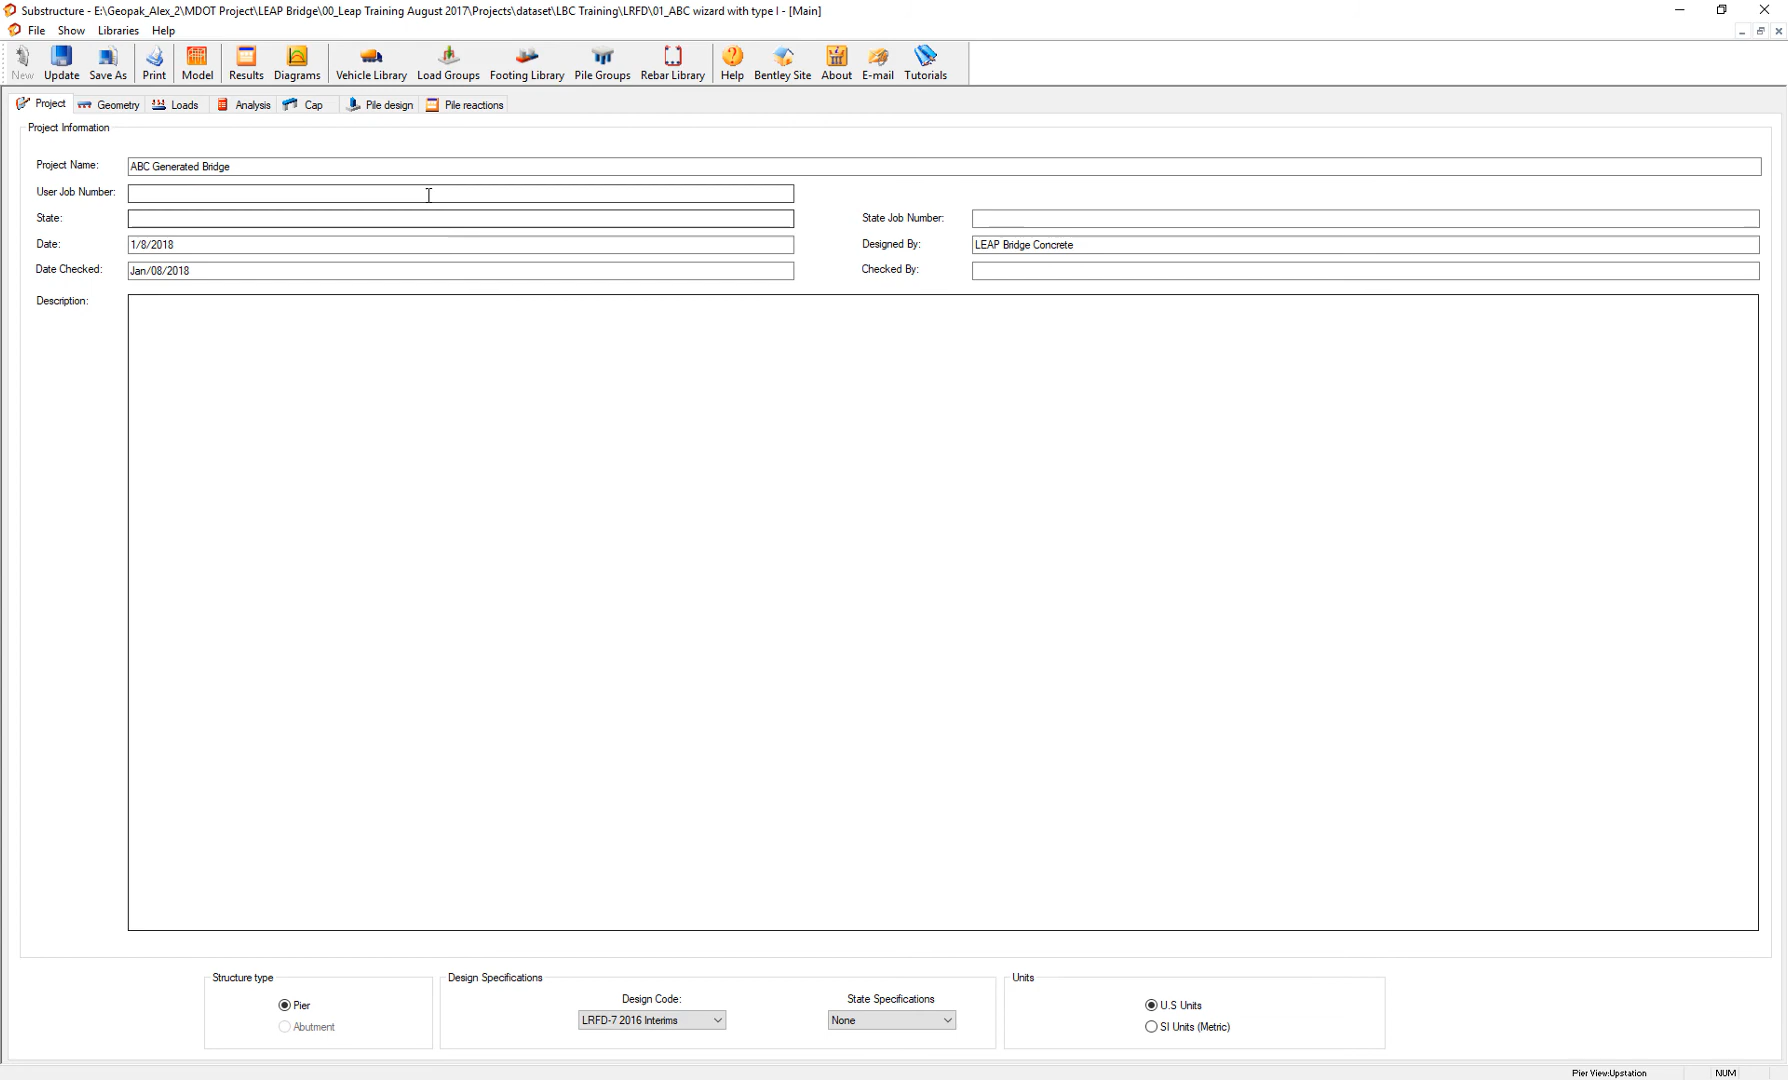 Substructure - E:\Geopak_Alex_2\MDOT Project\LEAP Bridge\00_Leap Training August 2017\Projects\dataset\LBC Training\LRFD\01_ABC wizard with type I - [Main]
File Show Libraries Help
New Update Save As Print Model Results Diagrams Vehicle Library Load Groups Footing Library Pile Groups Rebar Library Help Bentley Site About E-mail Tutorials
Project Geometry Loads Analysis Cap Pile design Pile reactions
Project Information
Project Name: ABC Generated Bridge
User Job Number:
State: State Job Number:
Date: 1/8/2018 Designed By: LEAP Bridge Concrete
Date Checked: Jan/08/2018 Checked By:
Description:
Structure type Design Specifications Units
Design Code: State Specifications
Pier U.S Units
LRFD-7 2016 Interims None
Abutment SI Units (Metric)
Pier View:Upstation NUM